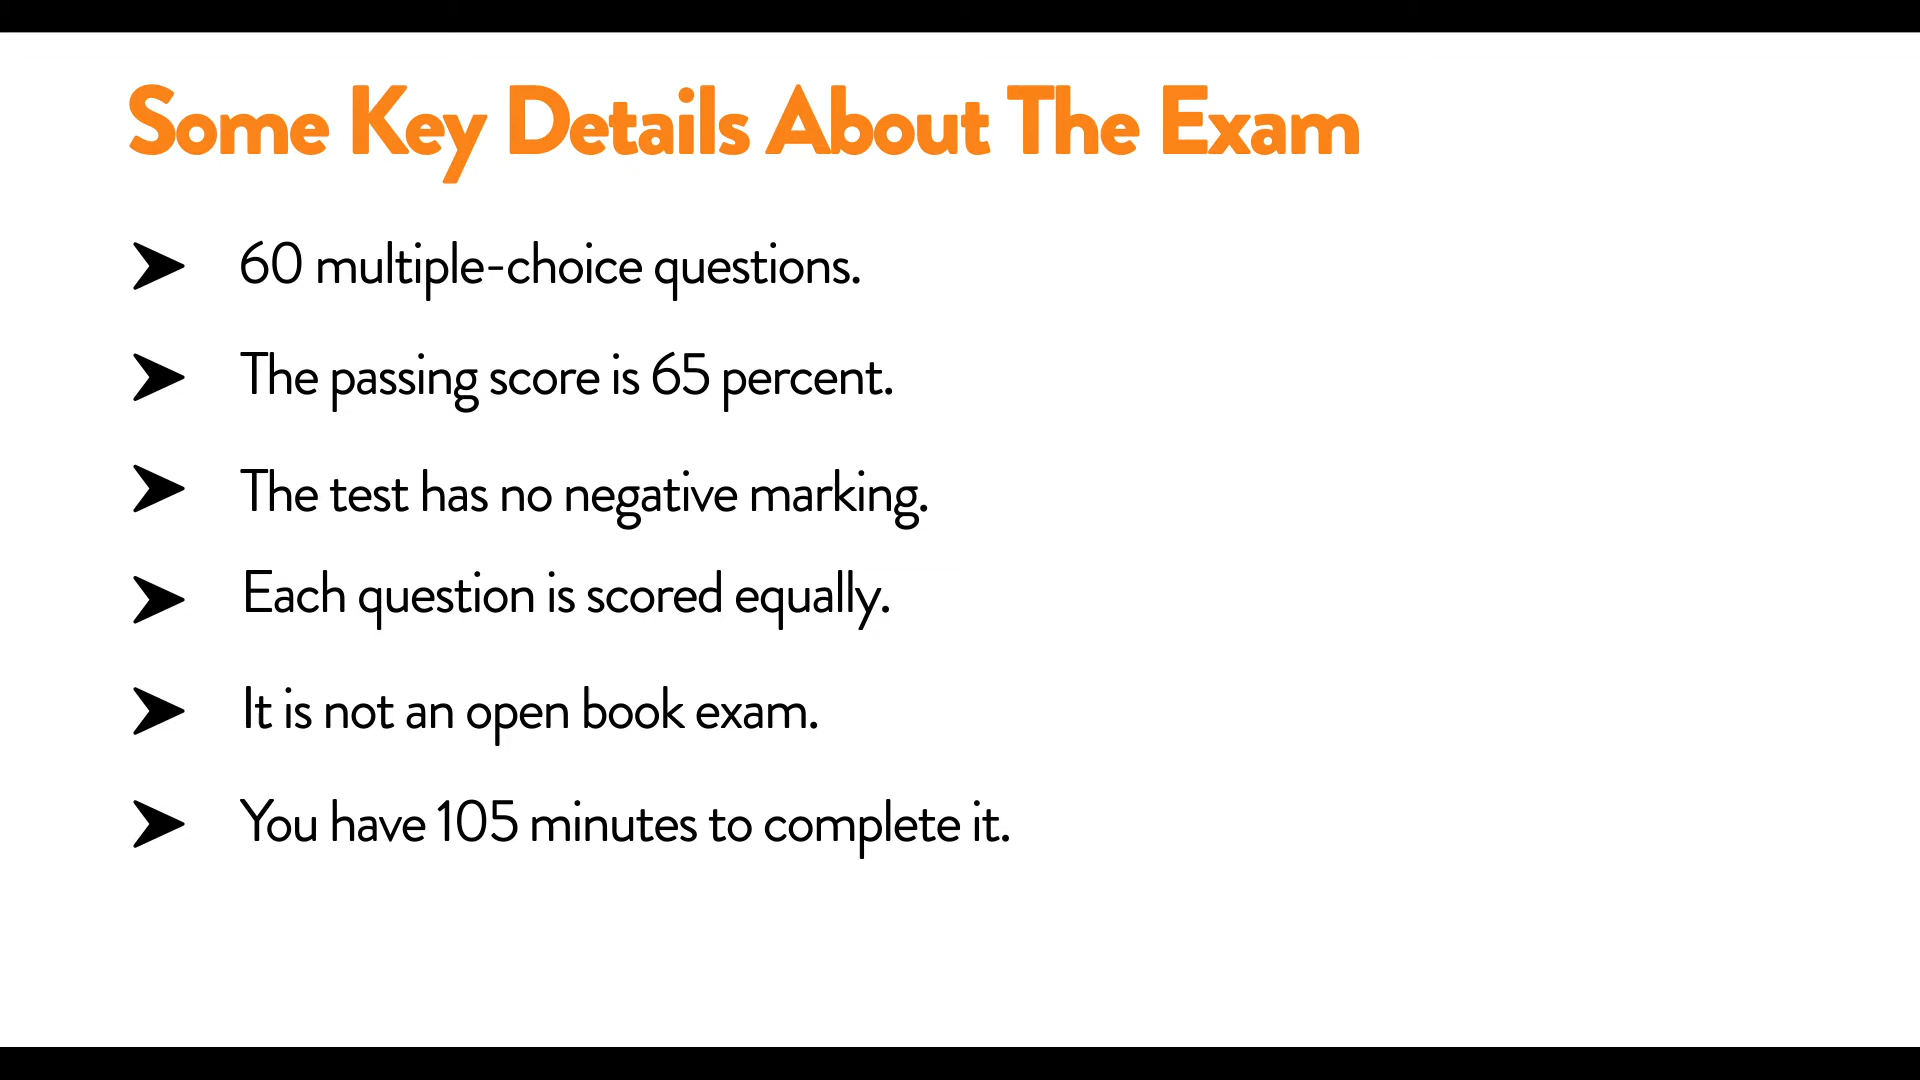 Some Key Details About The Exam
60 multiple-choice questions.
The passing score is 65 percent.
The test has no negative marking.
Each question is scored equally.
It is not an open book exam.
You have 105 minutes to complete it.